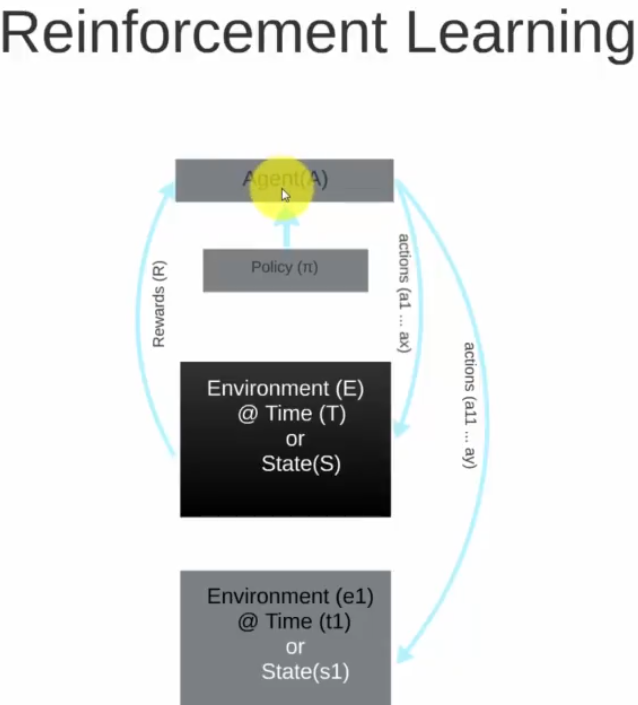 Reinforcement Learning
Agent(A)
Policy (π)
Rewards (R)
actions (a1 ... ax)
actions (a11 ... ay)
Environment (E)
@ Time (T)
or
State(S)
Environment (e1)
@ Time (t1)
or
State(s1)